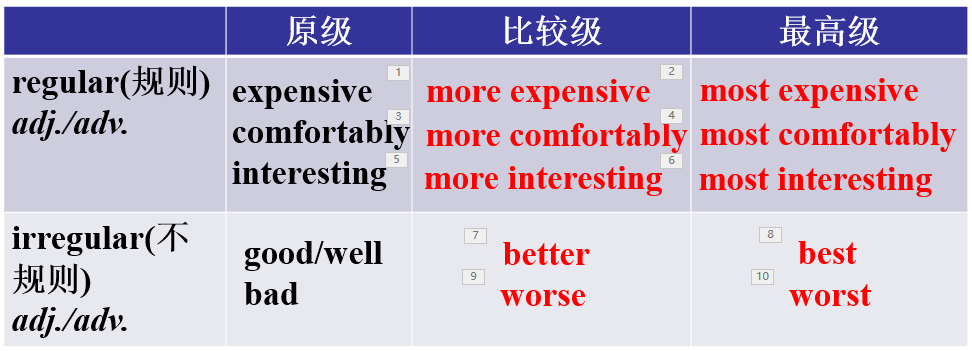 原级 比较级 最高级
regular(规则)
adj./adv.
1
expensive
3
comfortably
5
interesting
2
more expensive
4
more comfortably
6
more interesting
most expensive
most comfortably
most interesting
irregular(不
规则)
adj./adv.
good/well
bad
7
better
9
worse
8
best
10
worst